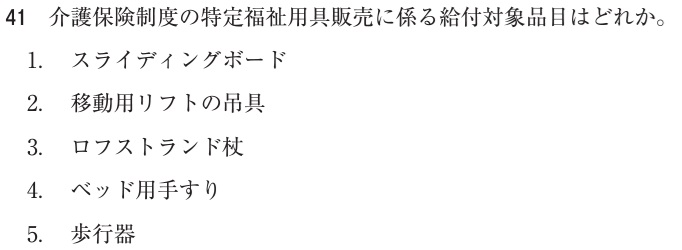 41 介護保険制度の特定福祉用具販売に係る給付対象品目はどれか。
1. スライディングボード
2. 移動用リフトの吊具
3. ロフストランド杖
4. ベッド用手すり
5. 歩行器